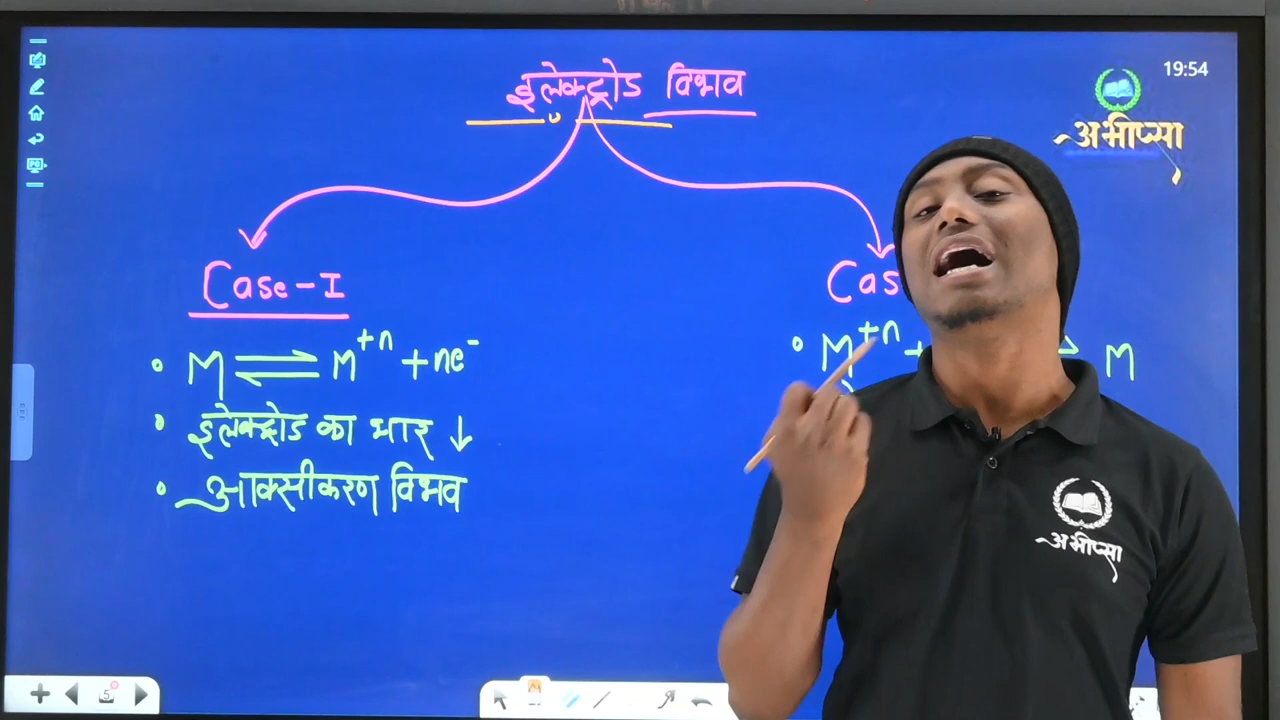 इलेक्ट्रोड विभव
19:54
अभीप्सा
Case-I
M ⇌ M+n + ne-
इलेक्ट्रोड का भार ↓
आक्सीकरण विभव
Cas
M+n +
M
अभीप्सा
5